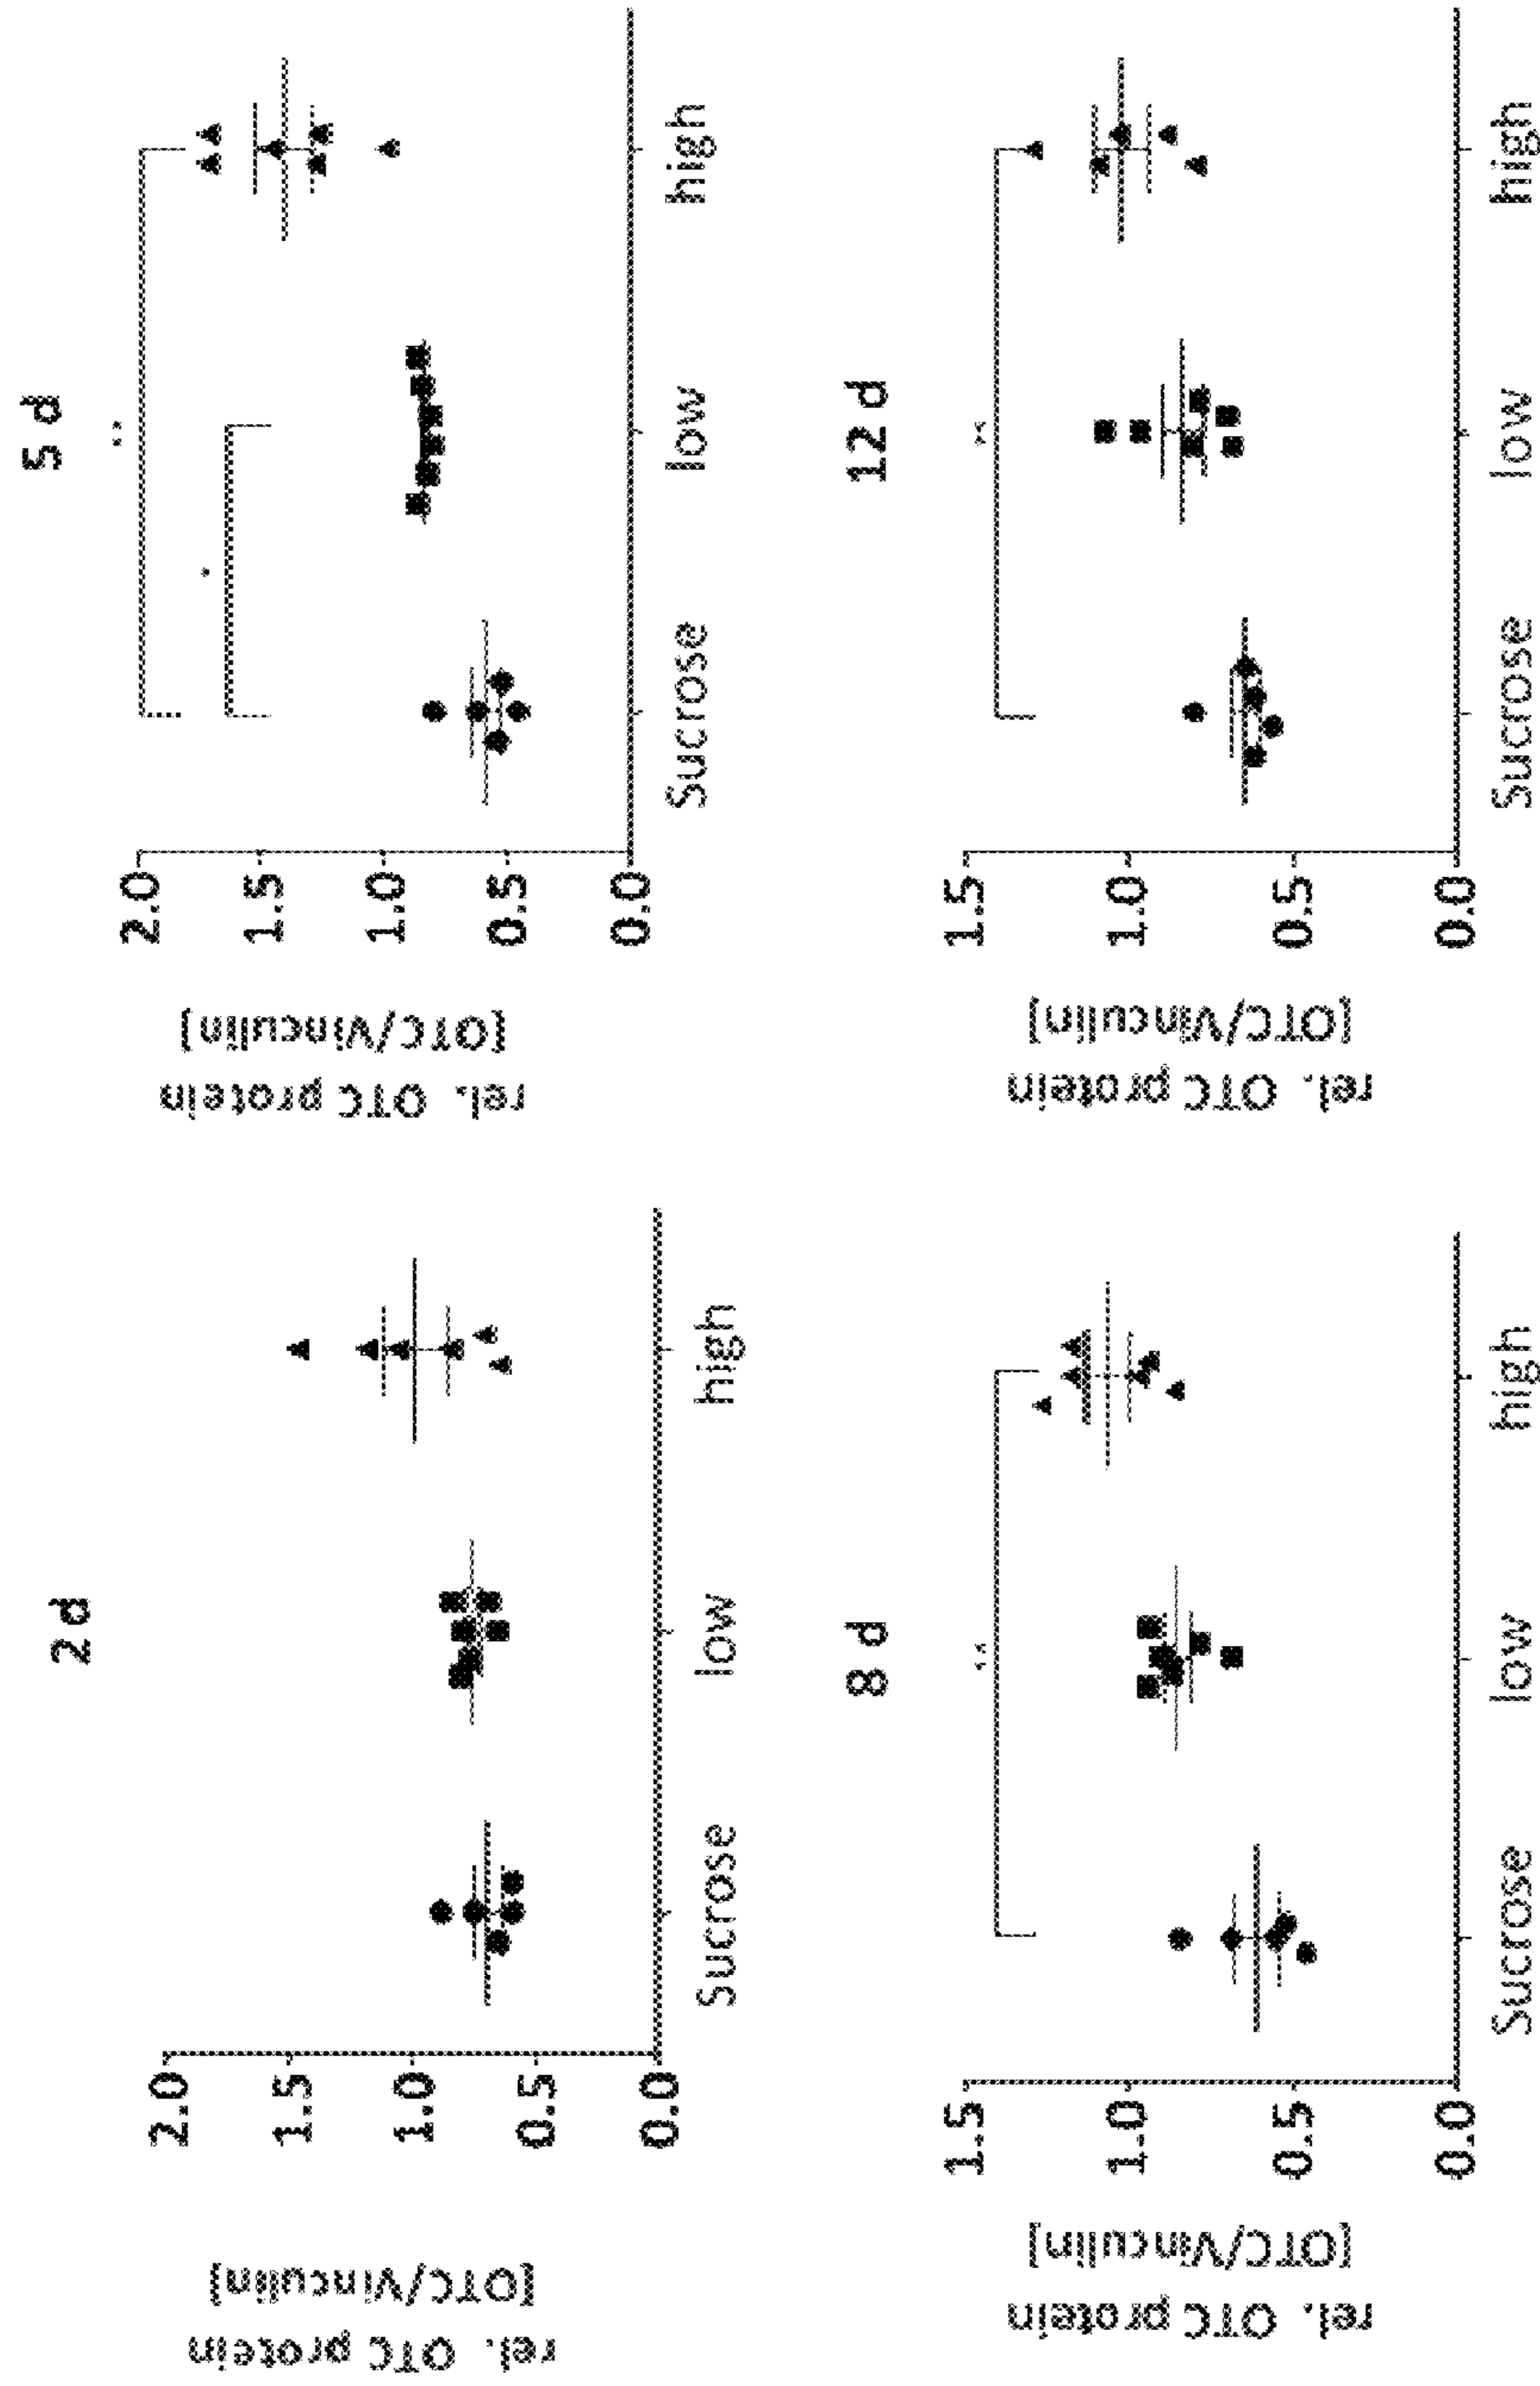 2 d
rel. OTC protein
[OTC/Vinculin]
2.0
1.5
1.0
0.5
0.0
Sucrose low high
5 d
**
*
rel. OTC protein
[OTC/Vinculin]
2.0
1.5
1.0
0.5
0.0
Sucrose low high
8 d
**
rel. OTC protein
[OTC/Vinculin]
1.5
1.0
0.5
0.0
Sucrose low high
12 d
**
rel. OTC protein
[OTC/Vinculin]
1.5
1.0
0.5
0.0
Sucrose low high